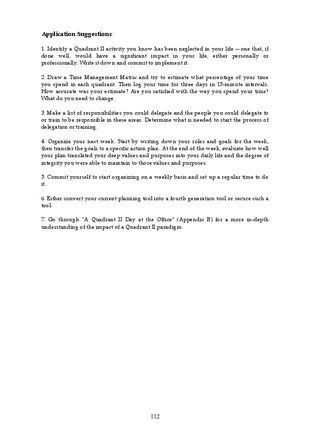 Application Suggestions:
1. Identify a Quadrant II activity you know has been neglected in your life -- one that, if
done well, would have a significant impact in your life, either personally or
professionally. Write it down and commit to implement it.
2. Draw a Time Management Matrix and try to estimate what percentage of your time
you spend in each quadrant. Then log your time for three days in 15-minute intervals.
How accurate was your estimate? Are you satisfied with the way you spend your time?
What do you need to change.
3. Make a list of responsibilities you could delegate and the people you could delegate to
or train to be responsible in these areas. Determine what is needed to start the process of
delegation or training.
4. Organize your next week. Start by writing down your roles and goals for the week,
then transfer the goals to a specific action plan. At the end of the week, evaluate how well
your plan translated your deep values and purposes into your daily life and the degree of
integrity you were able to maintain to those values and purposes.
5. Commit yourself to start organizing on a weekly basis and set up a regular time to do
it.
6. Either convert your current planning tool into a fourth generation tool or secure such a
tool.
7. Go through "A Quadrant II Day at the Office" (Appendix B) for a more in-depth
understanding of the impact of a Quadrant II paradigm.
112